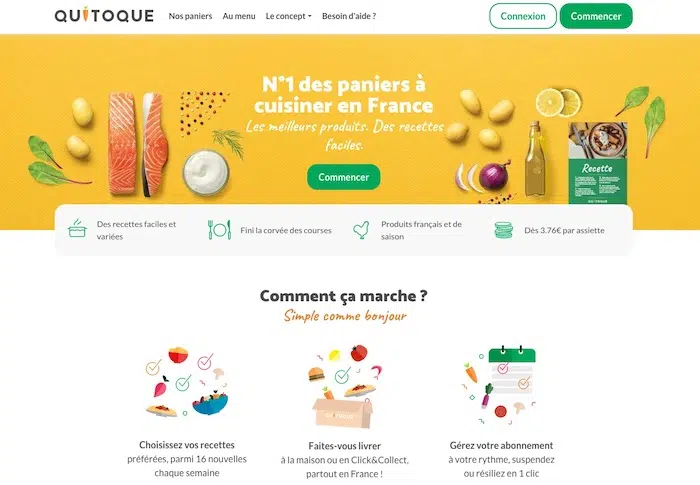 QUITOQUE
Nos paniers
Au menu
Le concept
Besoin d'aide ?
Connexion
Commencer
N°1 des paniers à
cuisiner en France
Les meilleurs produits. Des recettes
faciles.
Commencer
Recette
Des recettes faciles et
variées
Fini la corvée des courses
Produits français et de
saison
Dès 3.76€ par assiette
Comment ça marche ?
Simple comme bonjour
Choisissez vos recettes
préférées, parmi 16 nouvelles
chaque semaine
Faites-vous livrer
à la maison ou en Click&Collect,
partout en France !
Gérez votre abonnement
à votre rythme, suspendez
ou résiliez en 1 clic